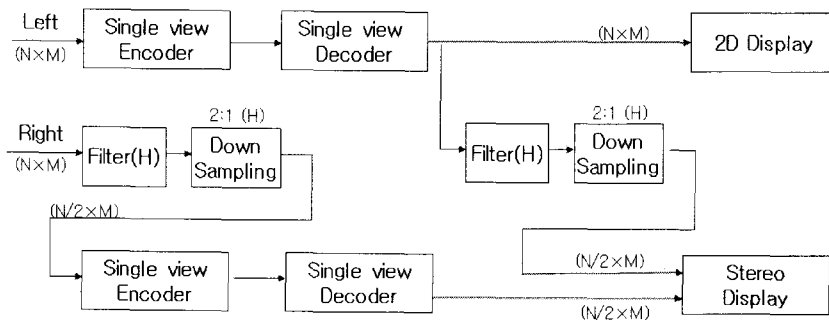 Left
(N×M)
Single view
Encoder
Single view
Decoder
(N×M)
2D Display
Right
(N×M)
Filter(H)
2:1 (H)
Down
Sampling
Filter(H)
2:1 (H)
Down
Sampling
(N/2×M)
Single view
Encoder
Single view
Decoder
(N/2×M)
(N/2×M)
Stereo
Display